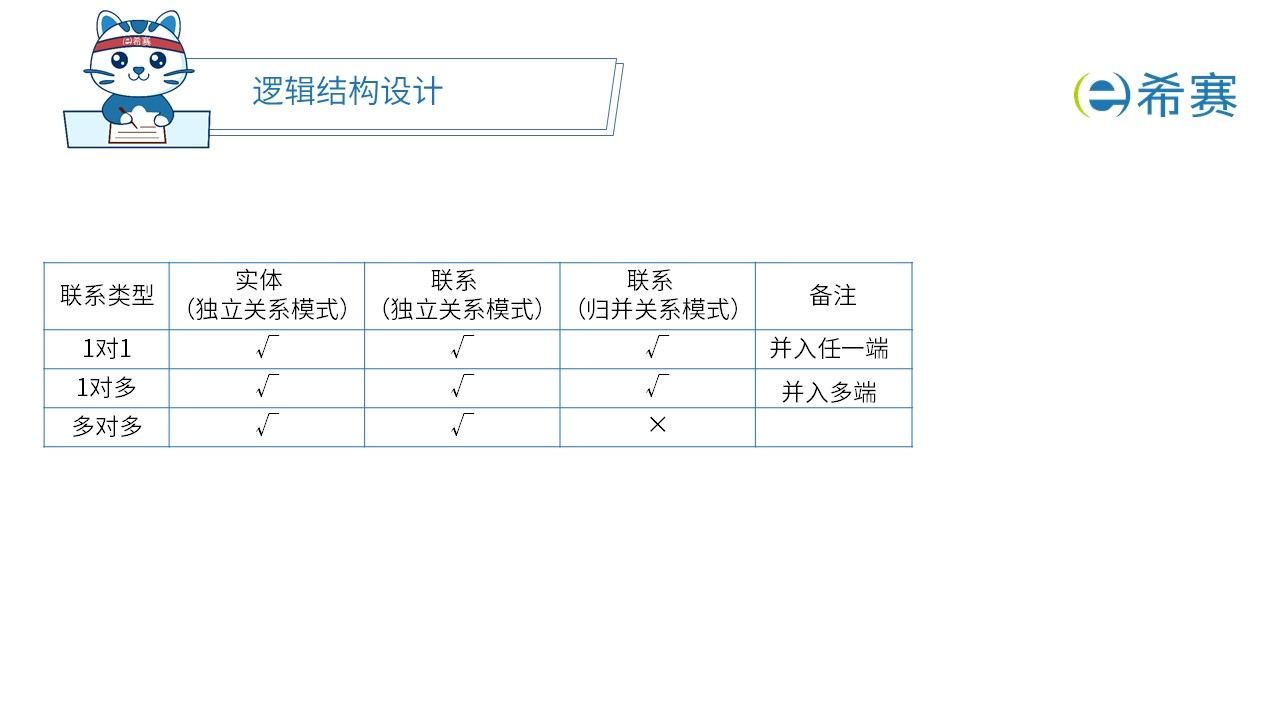 希赛
逻辑结构设计
希赛
联系类型 实体（独立关系模式） 联系（独立关系模式） 联系（归并关系模式） 备注
1对1 √ √ √ 并入任一端
1对多 √ √ √ 并入多端
多对多 √ √ ×